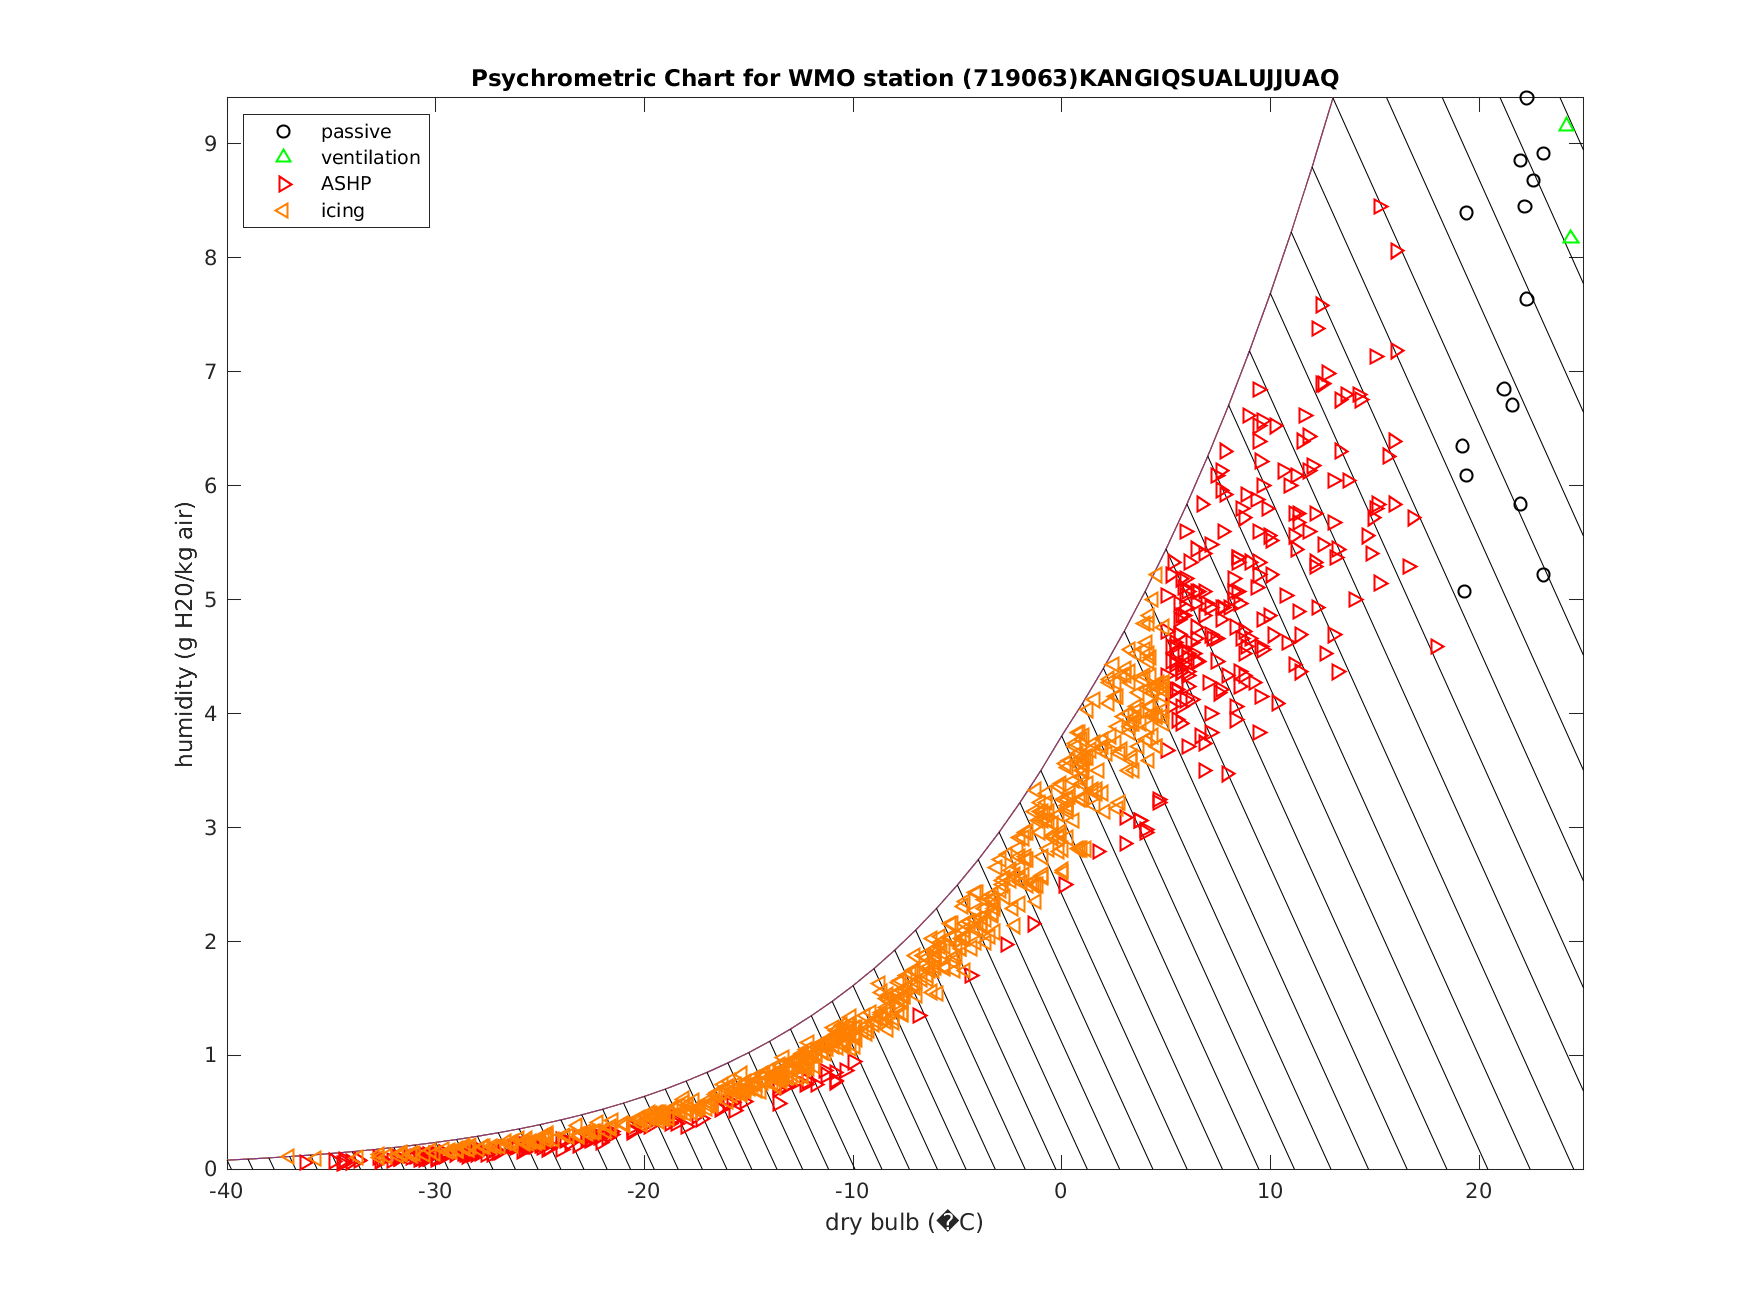 Psychrometric Chart for WMO station (719063)KANGIQSUALUJJUAQ
passive
ventilation
ASHP
icing
9
8
7
6
5
4
3
2
1
0
humidity (g H20/kg air)
-40 -30 -20 -10 0 10 20
dry bulb (�C)